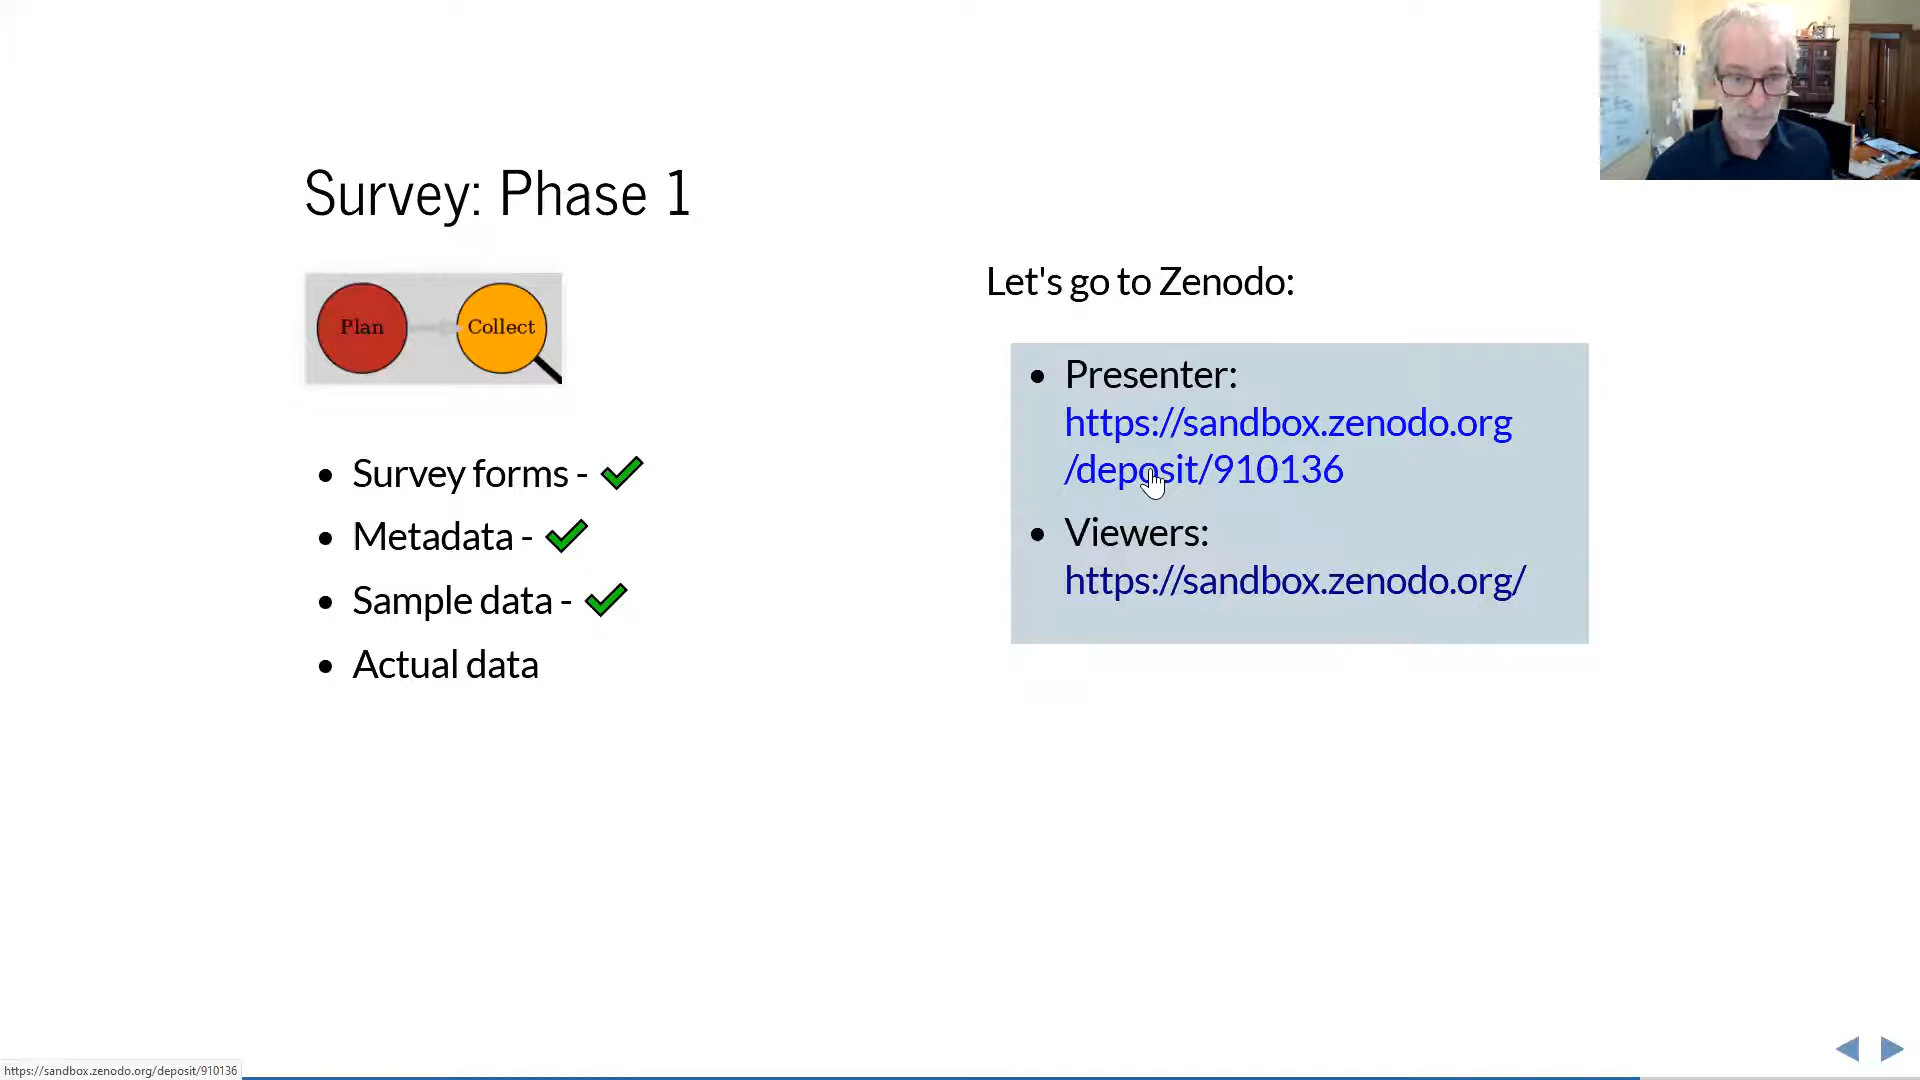 Survey: Phase 1
Plan
Collect
Survey forms -
Metadata -
Sample data -
Actual data
Let's go to Zenodo:
Presenter:
https://sandbox.zenodo.org
/deposit/910136
Viewers:
https://sandbox.zenodo.org/
https://sandbox.zenodo.org/deposit/910136